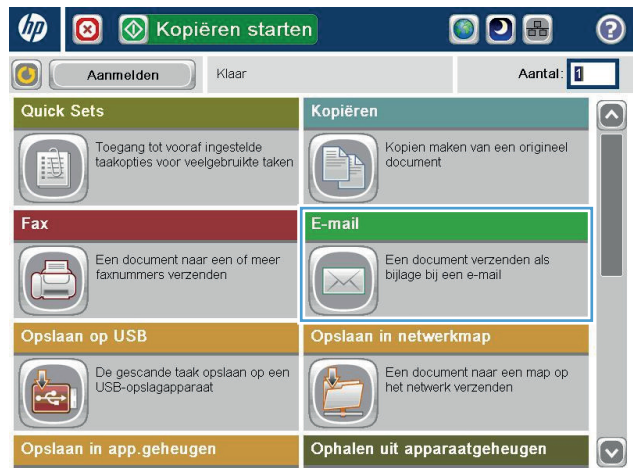 hp
Kopiëren starten
?
Aanmelden
Klaar
Aantal: 1
Quick Sets
Toegang tot vooraf ingestelde
taakopties voor veelgebruikte taken
Kopiëren
Kopien maken van een origineel
document
Fax
Een document naar een of meer
faxnummers verzenden
E-mail
Een document verzenden als
bijlage bij een e-mail
Opslaan op USB
De gescande taak opslaan op een
USB-opslagapparaat
Opslaan in netwerkmap
Een document naar een map op
het netwerk verzenden
Opslaan in app.geheugen
Ophalen uit apparaatgeheugen